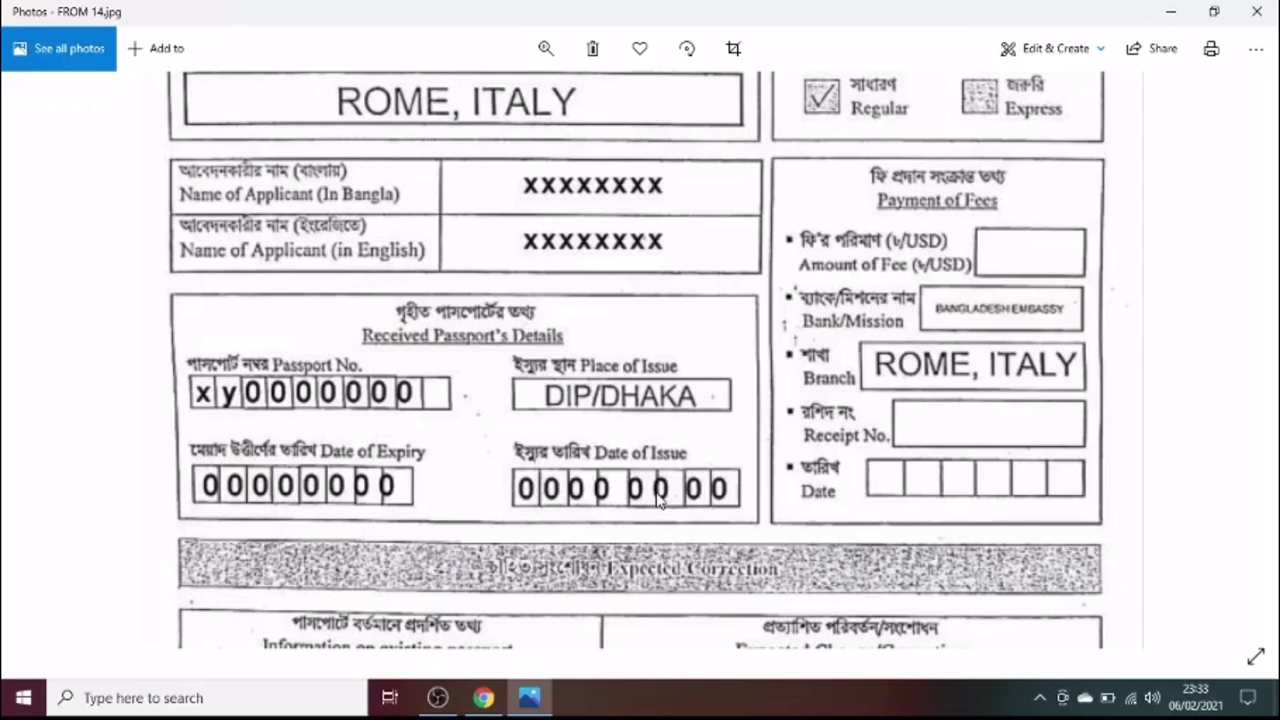 Photos - FROM 14.jpg
See all photos
Add to
Edit & Create
Share
ROME, ITALY
সাধারণ
Regular
জরুরি
Express
আবেদনকারীর নাম (বাংলায়)
Name of Applicant (In Bangla)
XXXXXXXX
আবেদনকারীর নাম (ইংরেজিতে)
Name of Applicant (in English)
XXXXXXXX
ফি প্রদান সংক্রান্ত তথ্য
Payment of Fees
ফি'র পরিমাণ (৳/USD)
Amount of Fee (৳/USD)
ব্যাংক/মিশনের নাম
Bank/Mission
BANGLADESH EMBASSY
শাখা
Branch
ROME, ITALY
রশিদ নং
Receipt No.
তারিখ
Date
গৃহীত পাসপোর্টের তথ্য
Received Passport's Details
পাসপোর্ট নম্বর Passport No.
xy0000000
ইস্যুর স্থান Place of Issue
DIP/DHAKA
মেয়াদ উত্তীর্ণের তারিখ Date of Expiry
00000000
ইস্যুর তারিখ Date of Issue
00000000
চাহিত সংশোধন Expected Correction
পাসপোর্টে বর্তমানে প্রদর্শিত তথ্য
Information on existing passport
প্রত্যাশিত পরিবর্তন/সংশোধন
Type here to search
23:33
06/02/2021